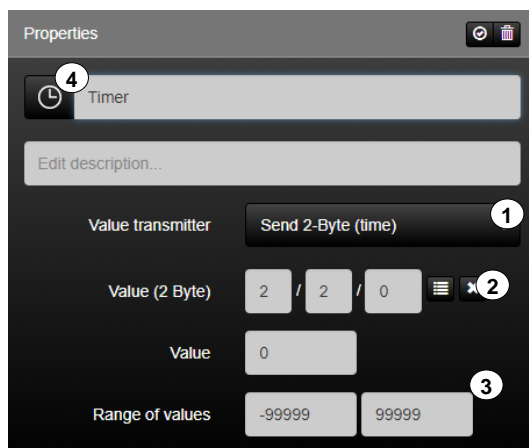 Properties
4
Timer
Edit description...
Value transmitter Send 2-Byte (time) 1
Value (2 Byte) 2 / 2 / 0 2
Value 0
3
Range of values -99999 99999